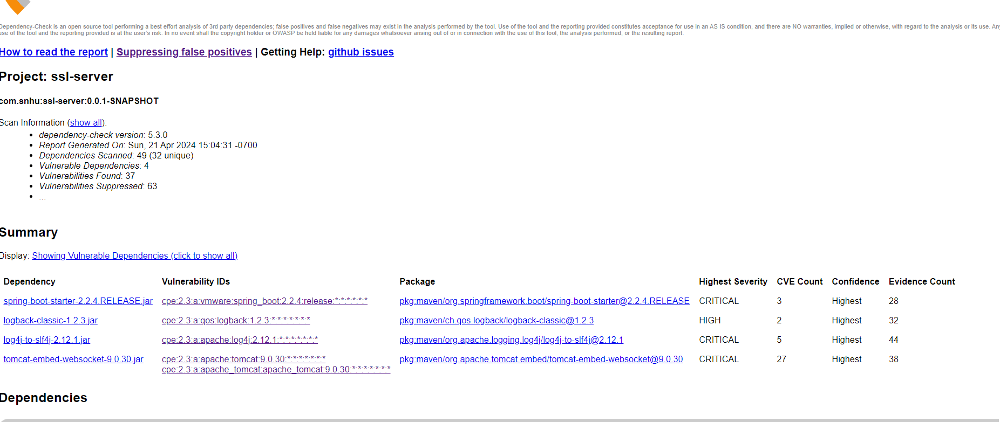 Dependency-Check is an open source tool performing a best effort analysis of 3rd party dependencies; false positives and false negatives may exist in the analysis performed by the tool. Use of the tool and the reporting provided constitutes acceptance for use in an AS IS condition, and there are NO warranties, implied or otherwise, with regard to the analysis or its use. Any
use of the tool and the reporting provided is at the user's risk. In no event shall the copyright holder or OWASP be held liable for any damages whatsoever arising out of or in connection with the use of this tool, the analysis performed, or the resulting report.
How to read the report | Suppressing false positives | Getting Help: github issues
Project: ssl-server
com.snhu:ssl-server:0.0.1-SNAPSHOT
Scan Information (show all):
• dependency-check version: 5.3.0
• Report Generated On: Sun, 21 Apr 2024 15:04:31 -0700
• Dependencies Scanned: 49 (32 unique)
• Vulnerable Dependencies: 4
• Vulnerabilities Found: 37
• Vulnerabilities Suppressed: 63
• ...
Summary
Display: Showing Vulnerable Dependencies (click to show all)
Dependency Vulnerability IDs Package Highest Severity CVE Count Confidence Evidence Count
spring-boot-starter-2.2.4.RELEASE.jar cpe:2.3:a:vmware:spring_boot:2.2.4:release:*:*:*:*:*:* pkg:maven/org.springframework.boot/spring-boot-starter@2.2.4.RELEASE CRITICAL 3 Highest 28
logback-classic-1.2.3.jar cpe:2.3:a:qos:logback:1.2.3:*:*:*:*:*:*:* pkg:maven/ch.qos.logback/logback-classic@1.2.3 HIGH 2 Highest 32
log4j-to-slf4j-2.12.1.jar cpe:2.3:a:apache:log4j:2.12.1:*:*:*:*:*:*:* pkg:maven/org.apache.logging.log4j/log4j-to-slf4j@2.12.1 CRITICAL 5 Highest 44
tomcat-embed-websocket-9.0.30.jar cpe:2.3:a:apache:tomcat:9.0.30:*:*:*:*:*:*:* pkg:maven/org.apache.tomcat.embed/tomcat-embed-websocket@9.0.30 CRITICAL 27 Highest 38
cpe:2.3:a:apache_tomcat:apache_tomcat:9.0.30:*:*:*:*:*:*:*
Dependencies